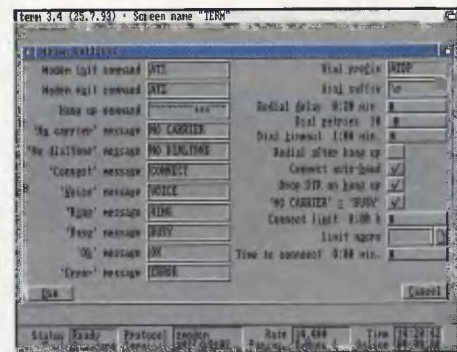 term 3.4 (25.7.93) · Screen name "TERM"
Modem settings
Modem init command ATZ
Modem exit command ATZ
Hang up command
'No carrier' message NO CARRIER
'No dialtone' message NO DIALTONE
'Connect' message CONNECT
'Voice' message VOICE
'Ring' message RING
'Busy' message BUSY
'Ok' message OK
'Error' message ERROR
Dial prefix ATDP
Dial suffix \r
Redial delay 0:20 min.
Dial retries 10
Dial timeout 1:00 min.
Redial after hang up
Connect auto-baud
Drop DTR on hang up
'NO CARRIER' = 'BUSY'
Connect limit 0:00 h
Limit macro
Time to connect 0:00 min.
Use
Cancel
Status Ready Protocol zmodem Rate 14,400 Time